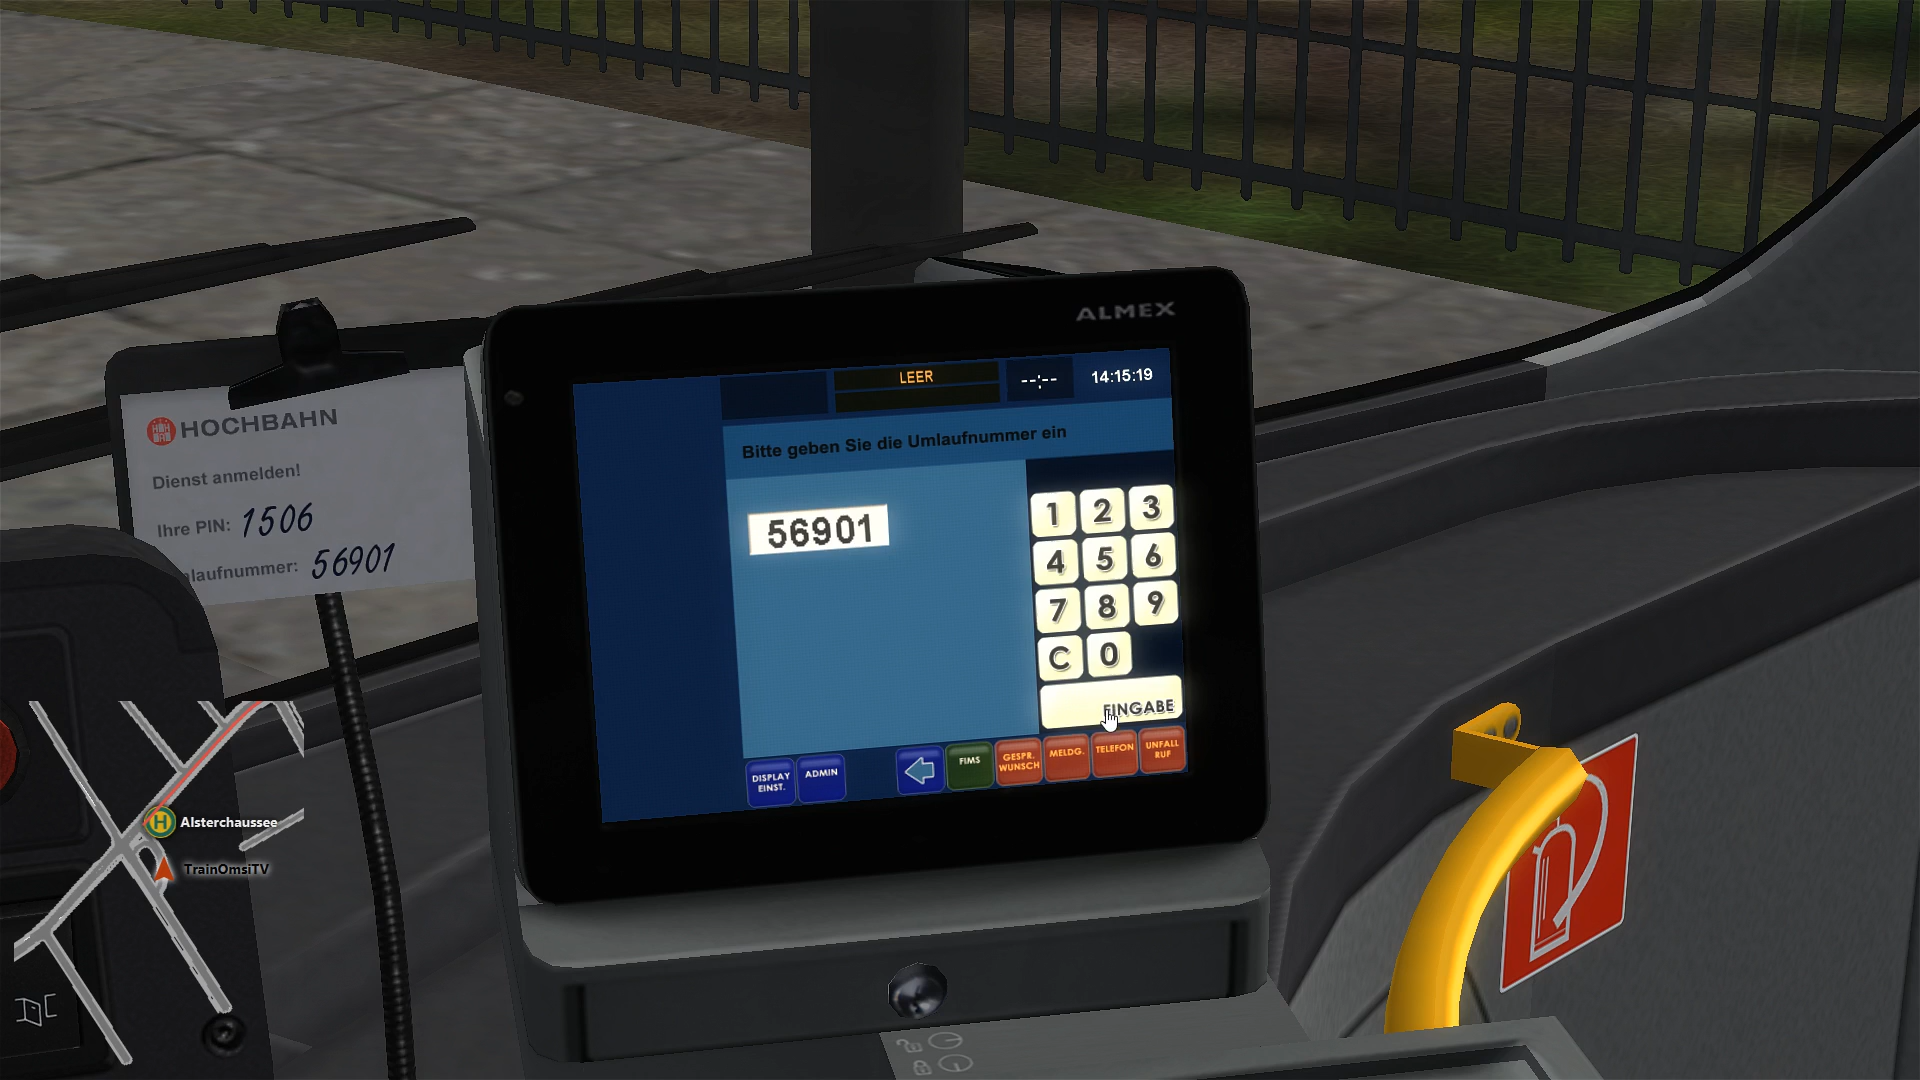 ALMEX
LEER
--:--
14:15:19
Bitte geben Sie die Umlaufnummer ein
56901
1 2 3
4 5 6
7 8 9
C 0
EINGABE
DISPLAY EINST.
ADMIN
FIMS
GESPR. WUNSCH
MELDG.
TELEFON
UNFALL RUF
HOCHBAHN
Dienst anmelden!
Ihre PIN: 1506
mlaufnummer: 56901
H Alsterchaussee
TrainOmsiTV